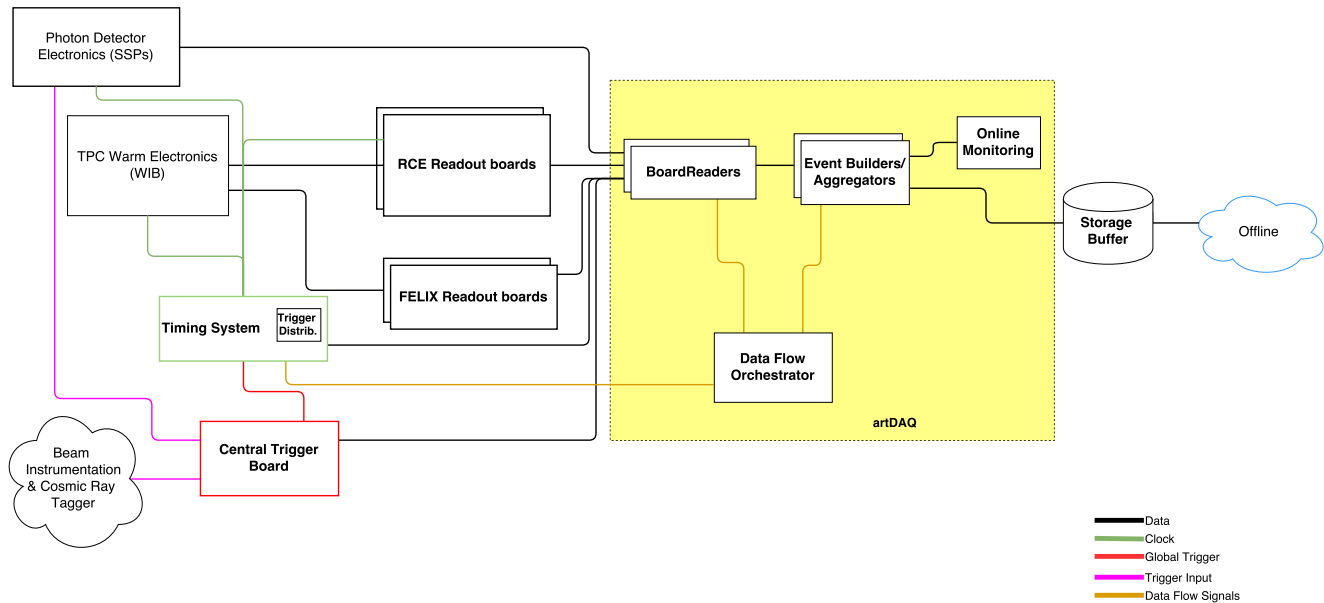 Photon Detector
Electronics (SSPs)
TPC Warm Electronics
(WIB)
RCE Readout boards
FELIX Readout boards
Timing System
Trigger
Distrib.
Central Trigger
Board
Beam
Instrumentation
& Cosmic Ray
Tagger
BoardReaders
Event Builders/
Aggregators
Online
Monitoring
Data Flow
Orchestrator
artDAQ
Storage
Buffer
Offline
Data
Clock
Global Trigger
Trigger Input
Data Flow Signals